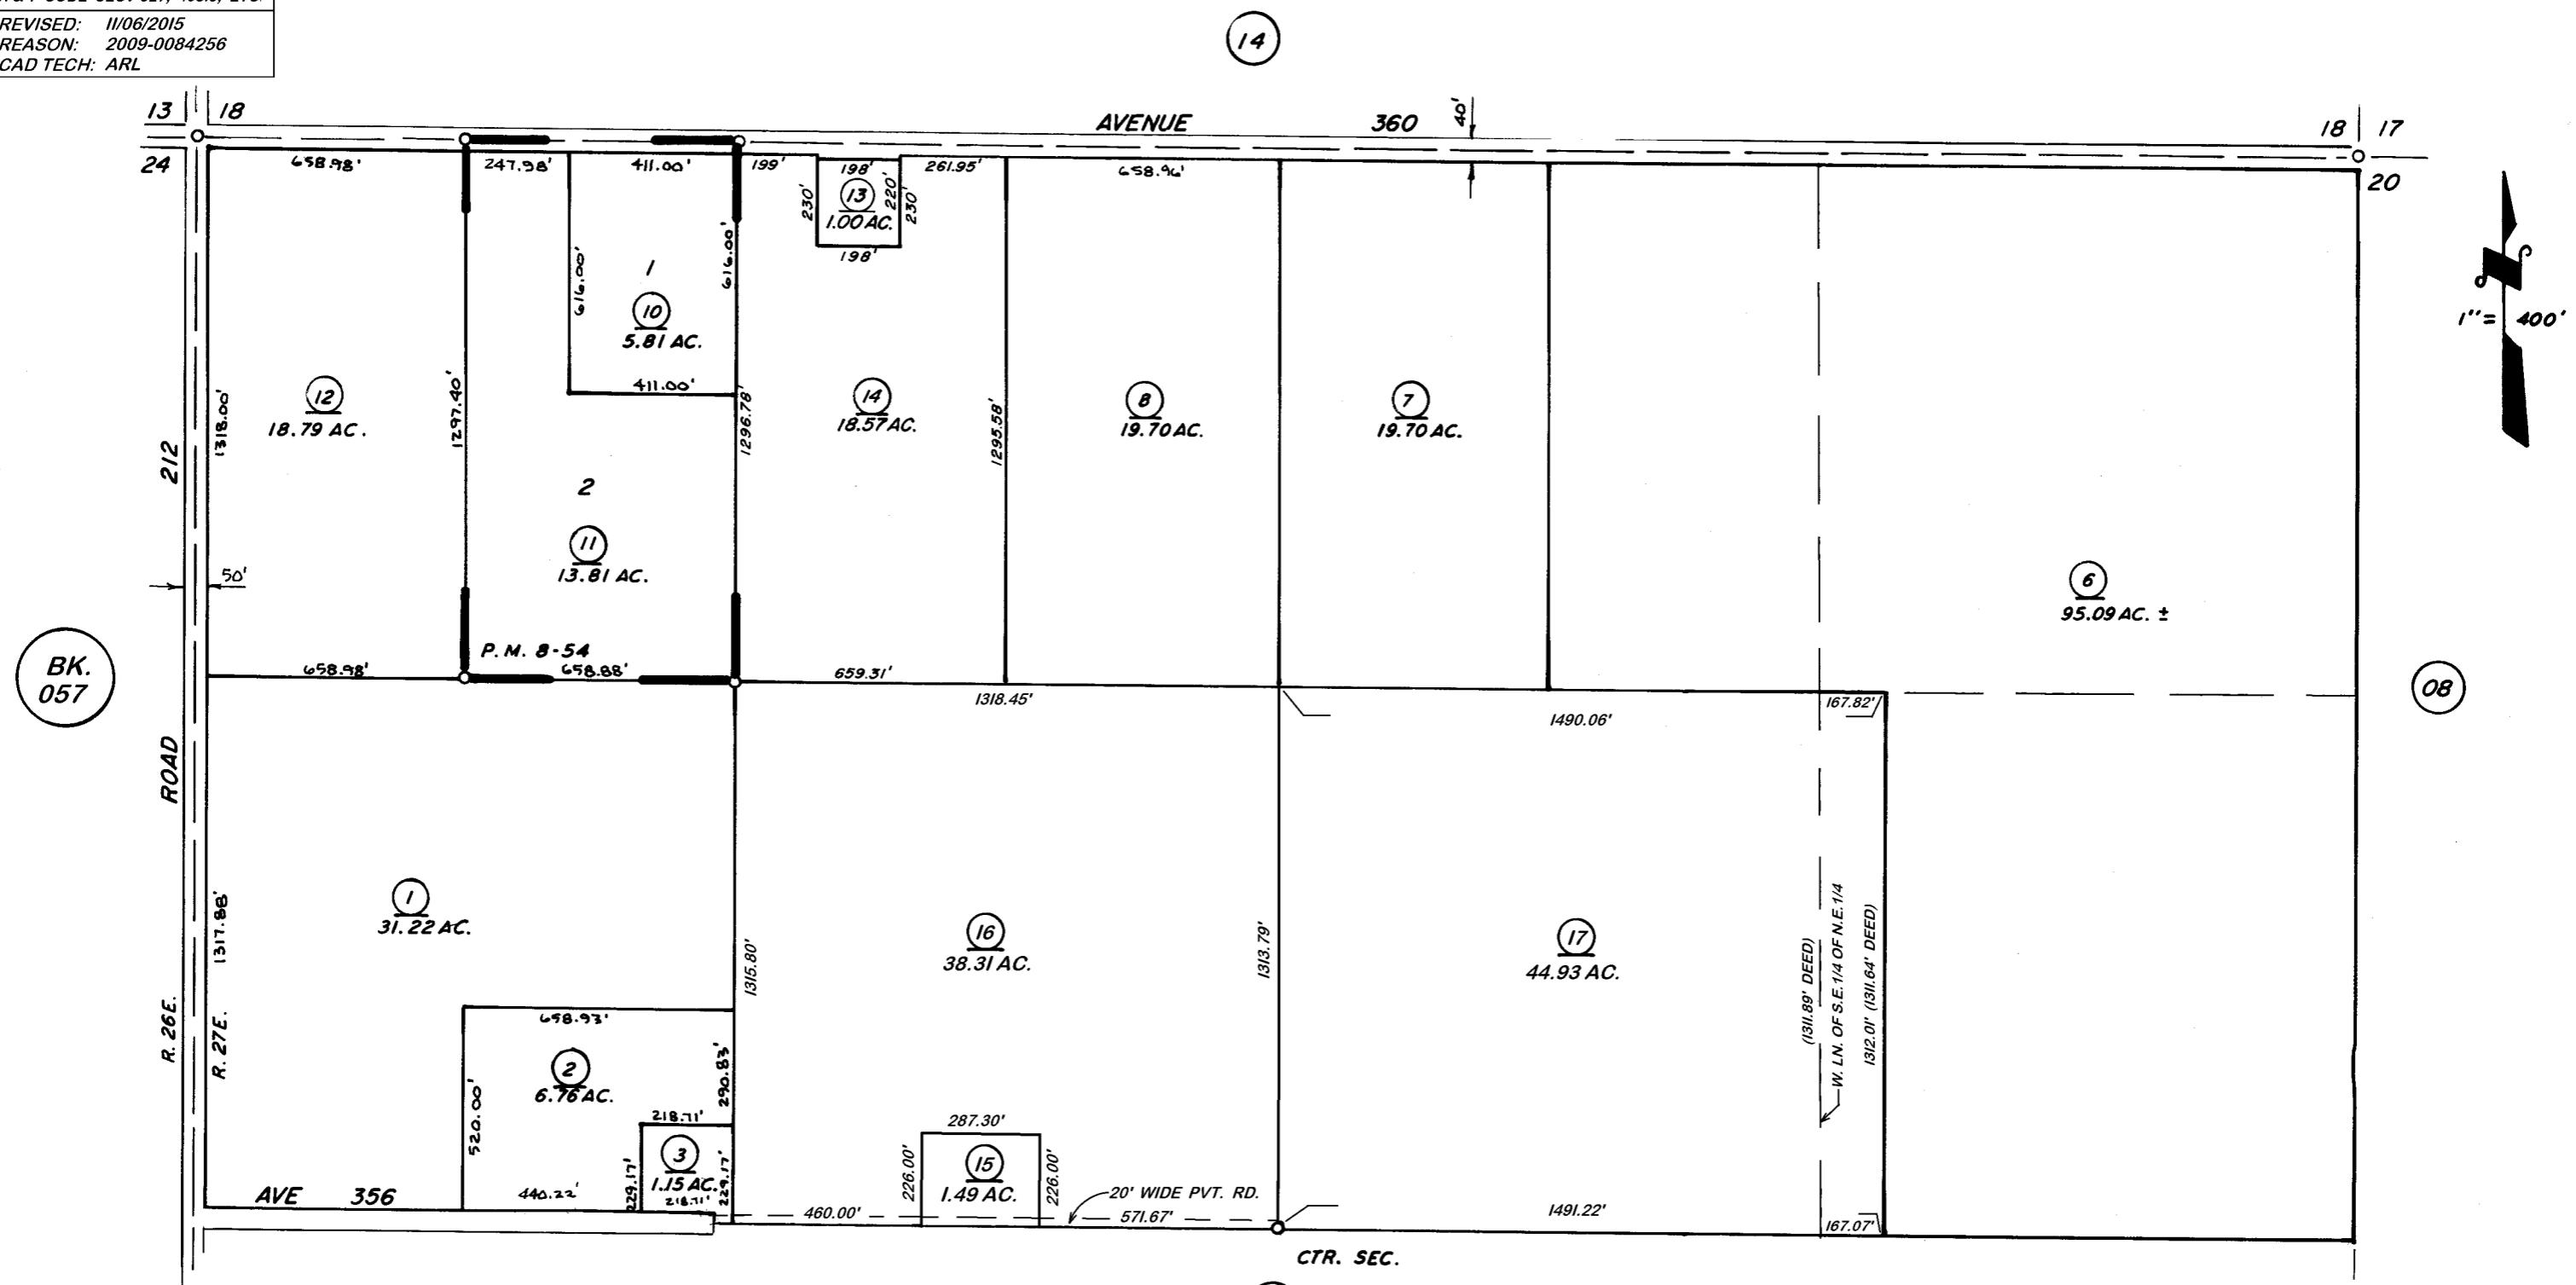 REVISED: 11/06/2015
REASON: 2009-0084256
CAD TECH: ARL
14
13 18
24
AVENUE 360
40'
18 17
20
658.98'
247.98'
411.00'
199'
198'
261.95'
658.96'
13
1.00 AC.
230'
220'
230'
198'
616.00'
616.00'
1
10
5.81 AC.
411.00'
1" = 400'
12
18.79 AC.
1318.00'
1297.40'
1296.78'
14
18.57 AC.
1295.58'
8
19.70 AC.
7
19.70 AC.
212
2
11
13.81 AC.
50'
6
95.09 AC. ±
P.M. 8-54
658.98'
658.88'
659.31'
BK.
057
08
1318.45'
1490.06'
167.82'
ROAD
1
31.22 AC.
1317.88'
1315.80'
16
38.31 AC.
1313.79'
17
44.93 AC.
(1311.89' DEED)
W. LN. OF S.E. 1/4 OF N.E. 1/4
1312.01' (1311.64' DEED)
R. 26E.
R. 27E.
658.93'
2
6.76 AC.
520.00'
290.83'
218.71'
3
1.15 AC.
229.17'
229.17'
218.71'
440.22'
AVE 356
287.30'
226.00'
15
1.49 AC.
226.00'
20' WIDE PVT. RD.
460.00'
571.67'
1491.22'
167.07'
CTR. SEC.